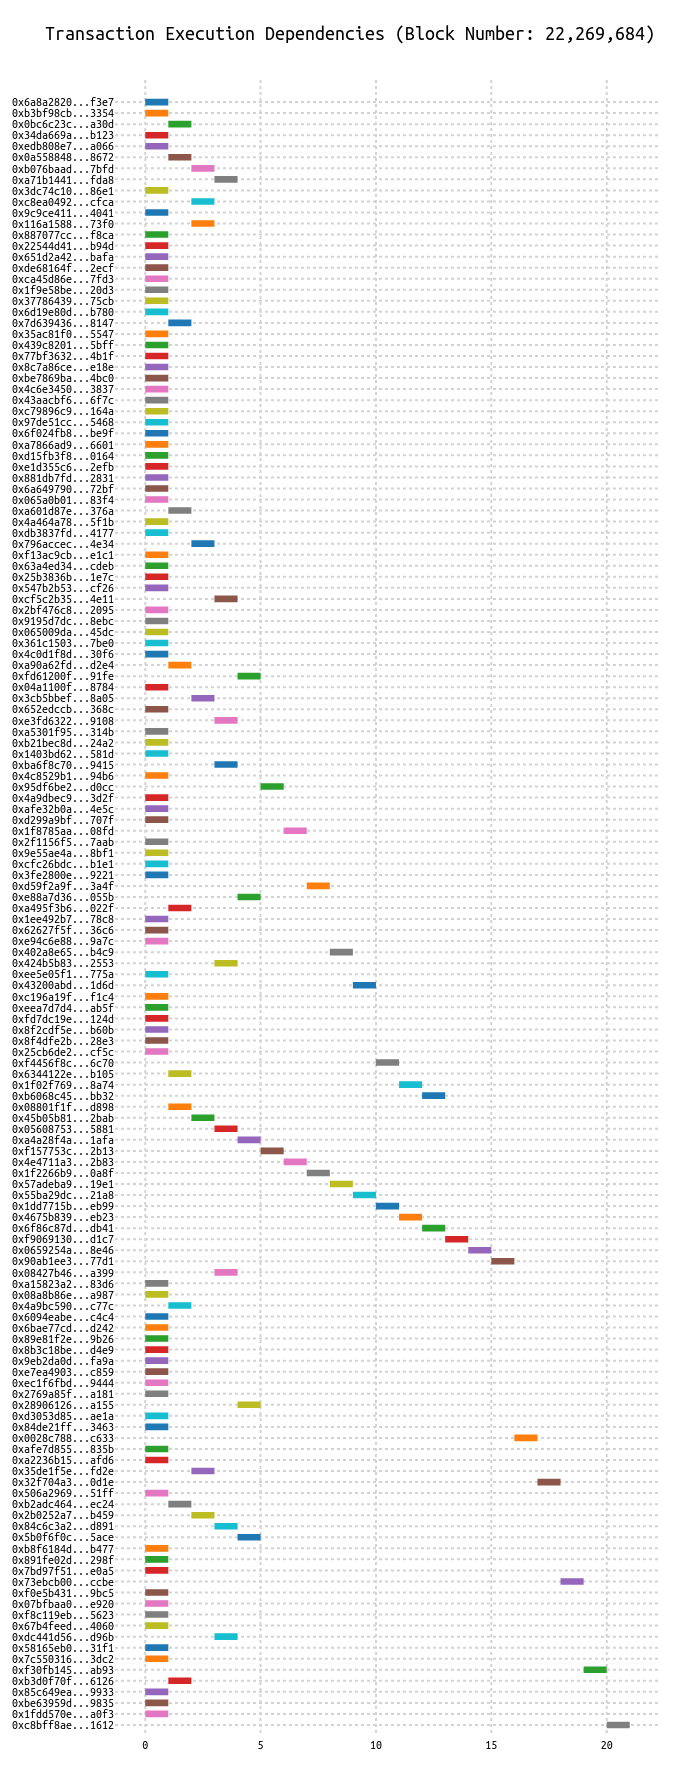 Transaction Execution Dependencies (Block Number: 22,269,684)
0x6a8a2820...f3e7
0xb3bf98cb...3354
0x0bc6c23c...a30d
0x34da669a...b123
0xedb808e7...a066
0x0a558848...8672
0xb076baad...7bfd
0xa71b1441...fda8
0x3dc74c10...86e1
0xc8ea0492...cfca
0x9c9ce411...4041
0x116a1588...73f0
0x887077cc...f8ca
0x22544d41...b94d
0x651d2a42...bafa
0xde68164f...2ecf
0xca45d86e...7fd3
0x1f9e58be...20d3
0x37786439...75cb
0x6d19e80d...b780
0x7d639436...8147
0x35ac81f0...5547
0x439c8201...5bff
0x77bf3632...4b1f
0x8c7a86ce...e18e
0xbe7869ba...4bc0
0x4c6e3450...3837
0x43aacbf6...6f7c
0xc79896c9...164a
0x97de51cc...5468
0x6f024fb8...be9f
0xa7866ad9...6601
0xd15fb3f8...0164
0xe1d355c6...2efb
0x881db7fd...2831
0x6a649790...72bf
0x065a0b01...83f4
0xa601d87e...376a
0x4a464a78...5f1b
0xdb3837fd...4177
0x796accec...4e34
0xf13ac9cb...e1c1
0x63a4ed34...cdeb
0x25b3836b...1e7c
0x547b2b53...cf26
0xcf5c2b35...4e11
0x2bf476c8...2095
0x9195d7dc...8ebc
0x065009da...45dc
0x361c1503...7be0
0x4c0d1f8d...30f6
0xa90a62fd...d2e4
0xfd61200f...91fe
0x04a1100f...8784
0x3cb5bbef...8a05
0x652edccb...368c
0xe3fd6322...9108
0xa5301f95...314b
0xb21bec8d...24a2
0x1403bd62...581d
0xba6f8c70...9415
0x4c8529b1...94b6
0x95df6be2...d0cc
0x4a9dbec9...3d2f
0xafe32b0a...4e5c
0xd299a9bf...707f
0x1f8785aa...08fd
0x2f1156f5...7aab
0x9e55ae4a...8bf1
0xcfc26bdc...b1e1
0x3fe2800e...9221
0xd59f2a9f...3a4f
0xe88a7d36...055b
0xa495f3b6...022f
0x1ee492b7...78c8
0x62627f5f...36c6
0xe94c6e88...9a7c
0x402a8e65...b4c9
0x424b5b83...2553
0xee5e05f1...775a
0x43200abd...1d6d
0xc196a19f...f1c4
0xeea7d7d4...ab5f
0xfd7dc19e...124d
0x8f2cdf5e...b60b
0x8f4dfe2b...28e3
0x25cb6de2...cf5c
0xf4456f8c...6c70
0x6344122e...b105
0x1f02f769...8a74
0xb6068c45...bb32
0x08801f1f...d898
0x45b05b81...2bab
0x05608753...5881
0xa4a28f4a...1afa
0xf157753c...2b13
0x4e4711a3...2b83
0x1f2266b9...0a8f
0x57adeba9...19e1
0x55ba29dc...21a8
0x1dd7715b...eb99
0x4675b839...eb23
0x6f86c87d...db41
0xf9069130...d1c7
0x0659254a...8e46
0x90ab1ee3...77d1
0x08427b46...a399
0xa15823a2...83d6
0x08a8b86e...a987
0x4a9bc590...c77c
0x6094eabe...c4c4
0x6bae77cd...d242
0x89e81f2e...9b26
0x8b3c18be...d4e9
0x9eb2da0d...fa9a
0xe7ea4903...c859
0xec1f6fbd...9444
0x2769a85f...a181
0x28906126...a155
0xd3053d85...ae1a
0x84de21ff...3463
0x0028c788...c633
0xafe7d855...835b
0xa2236b15...afd6
0x35de1f5e...fd2e
0x32f704a3...0d1e
0x506a2969...51ff
0xb2adc464...ec24
0x2b0252a7...b459
0x84c6c3a2...d891
0x5b0f6f0c...5ace
0xb8f6184d...b477
0x891fe02d...298f
0x7bd97f51...e0a5
0x73ebcb00...ccbe
0xf0e5b431...9bc5
0x07bfbaa0...e920
0xf8c119eb...5623
0x67b4feed...4060
0xdc441d56...d96b
0x58165eb0...31f1
0x7c550316...3dc2
0xf30fb145...ab93
0xb3d0f70f...6126
0x85c649ea...9933
0xbe63959d...9835
0x1fdd570e...a0f3
0xc8bff8ae...1612
0 5 10 15 20